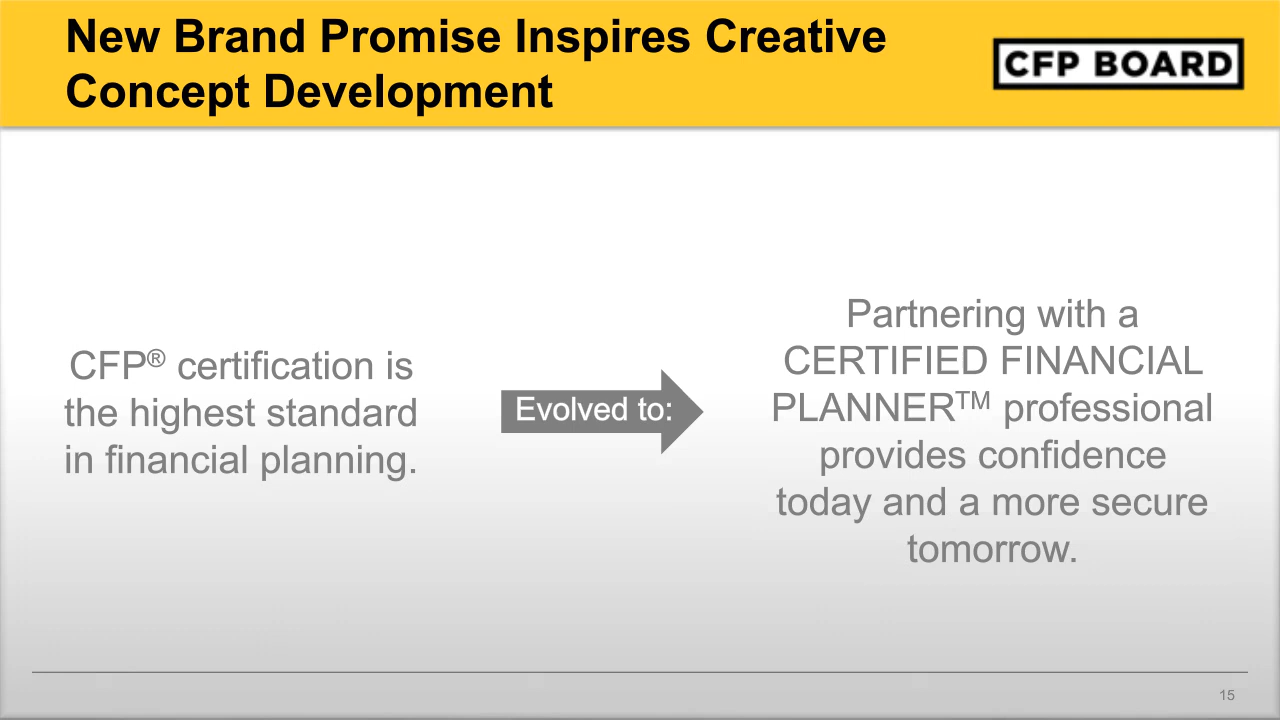 New Brand Promise Inspires Creative
Concept Development
CFP BOARD
CFP® certification is
the highest standard
in financial planning.
Evolved to:
Partnering with a
CERTIFIED FINANCIAL
PLANNER™ professional
provides confidence
today and a more secure
tomorrow.
15